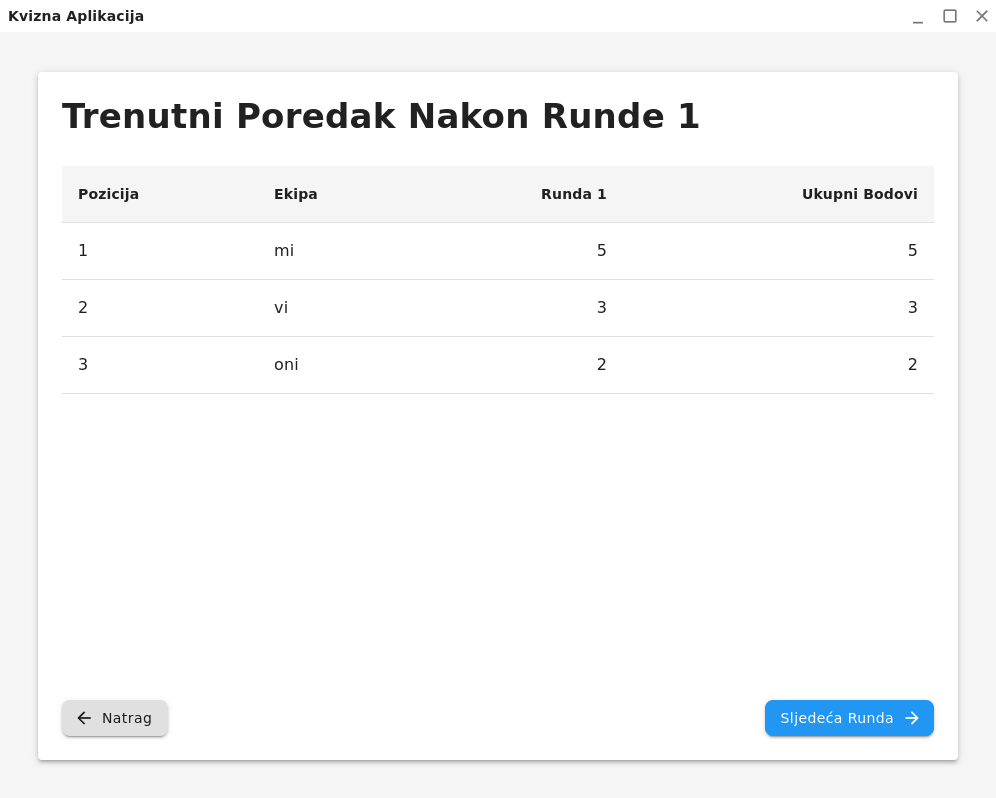 Kvizna Aplikacija
Trenutni Poredak Nakon Runde 1
Pozicija Ekipa Runda 1 Ukupni Bodovi
1 mi 5 5
2 vi 3 3
3 oni 2 2
Natrag Sljedeća Runda